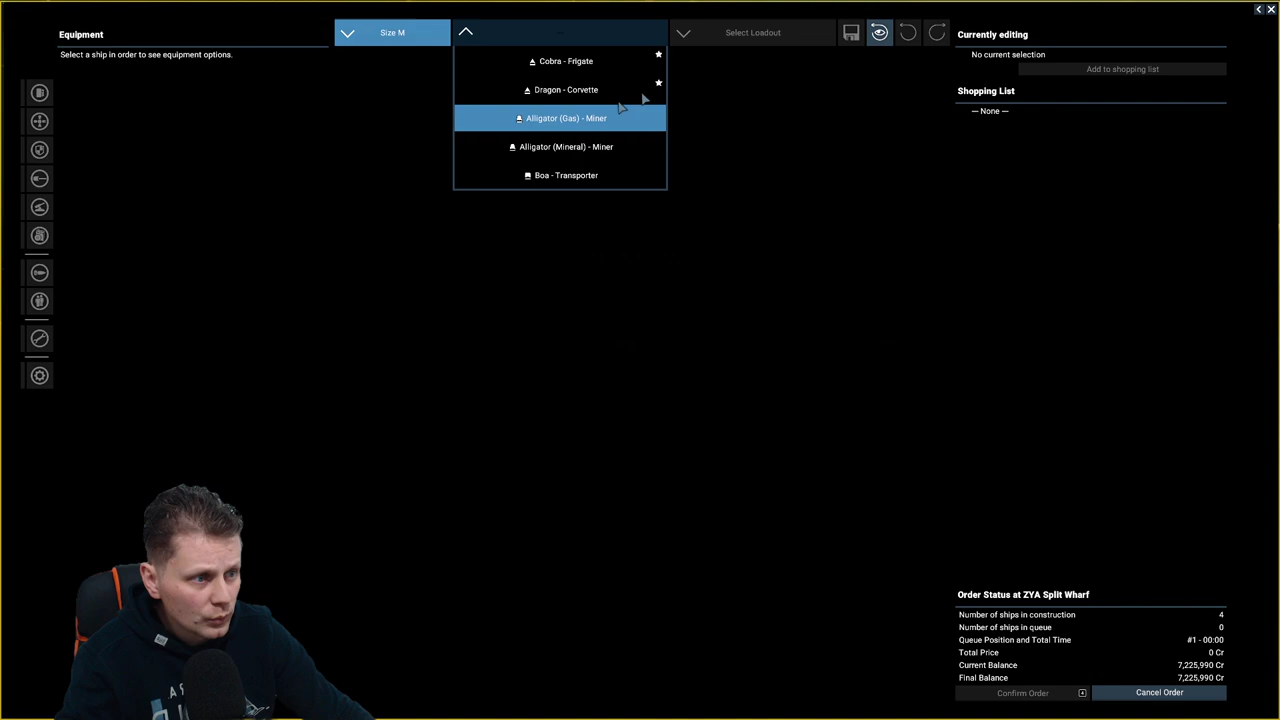 Equipment
Select a ship in order to see equipment options.
Size M
Select Loadout
Cobra - Frigate
Dragon - Corvette
Alligator (Gas) - Miner
Alligator (Mineral) - Miner
Boa - Transporter
Currently editing
No current selection
Add to shopping list
Shopping List
— None —
Order Status at ZYA Split Wharf
Number of ships in construction 4
Number of ships in queue 0
Queue Position and Total Time #1 - 00:00
Total Price 0 Cr
Current Balance 7,225,990 Cr
Final Balance 7,225,990 Cr
Confirm Order
Cancel Order